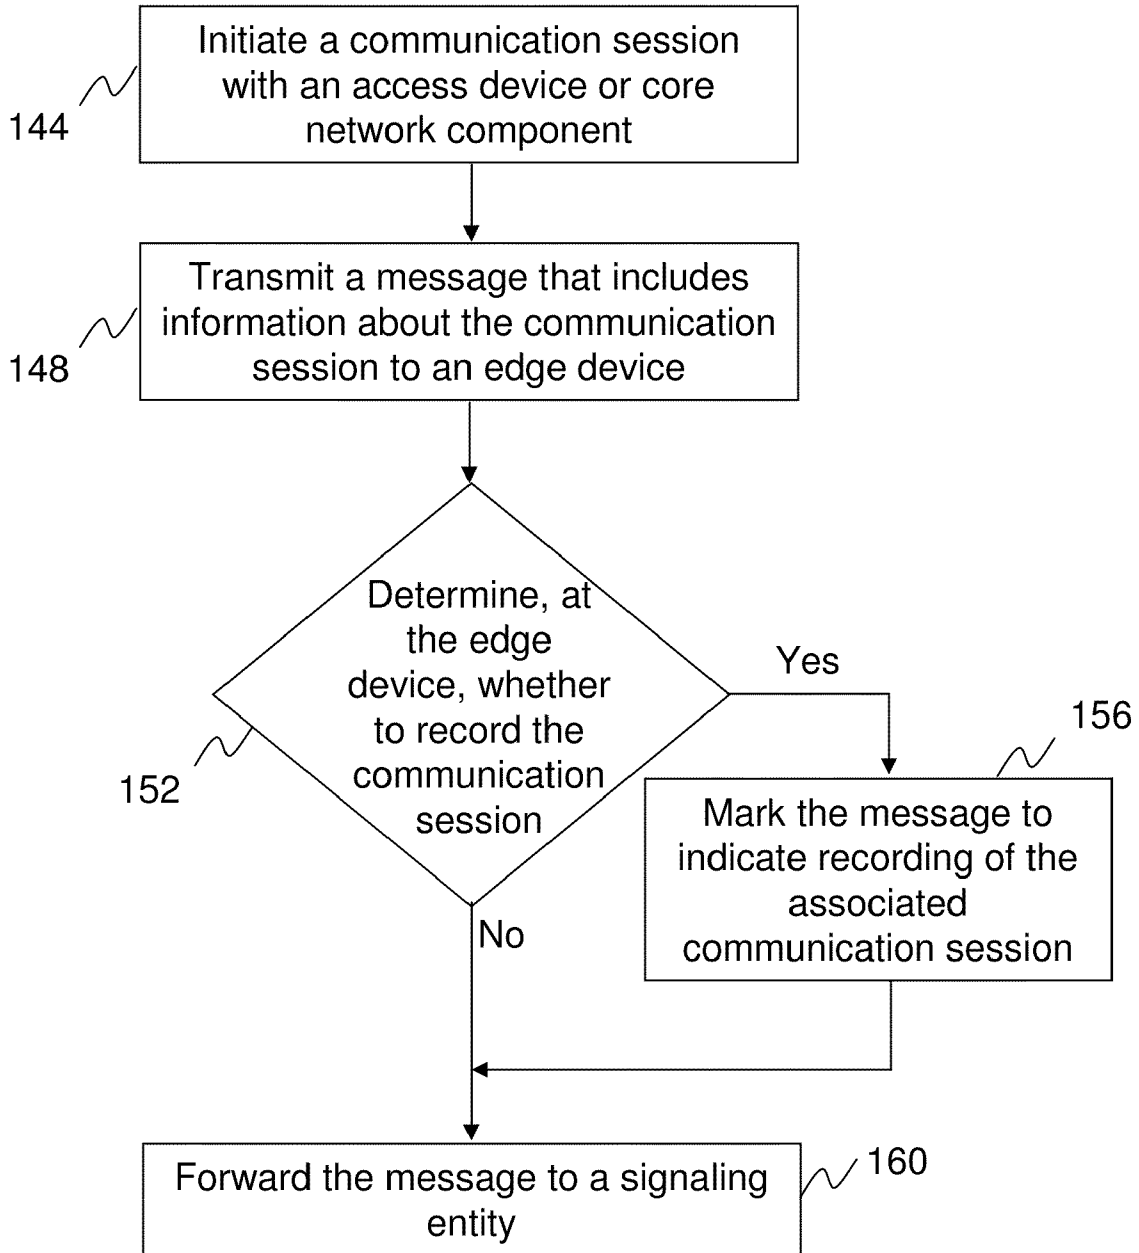 Initiate a communication session
with an access device or core
network component
144
Transmit a message that includes
information about the communication
session to an edge device
148
Determine, at
the edge
device, whether
to record the
communication
session
152
Yes
156
Mark the message to
indicate recording of the
associated
communication session
No
Forward the message to a signaling
entity
160